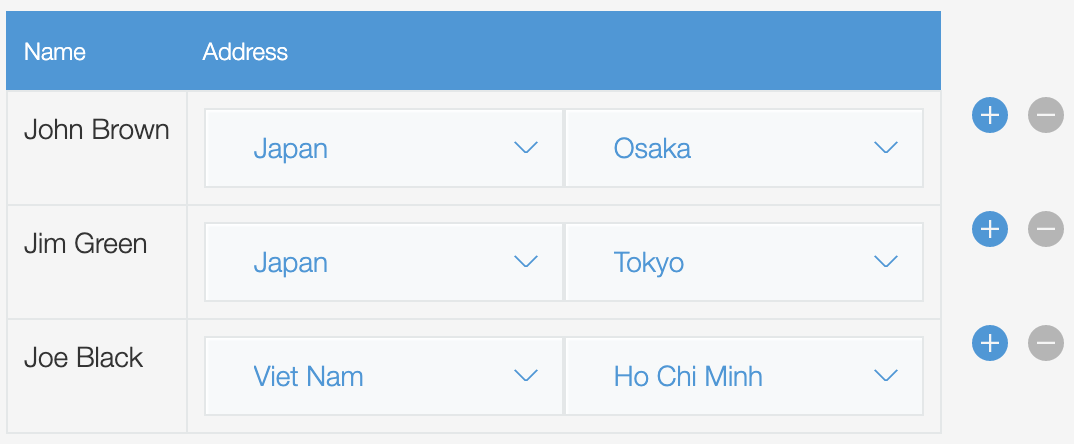 Name Address
John Brown Japan Osaka
Jim Green Japan Tokyo
Joe Black Viet Nam Ho Chi Minh